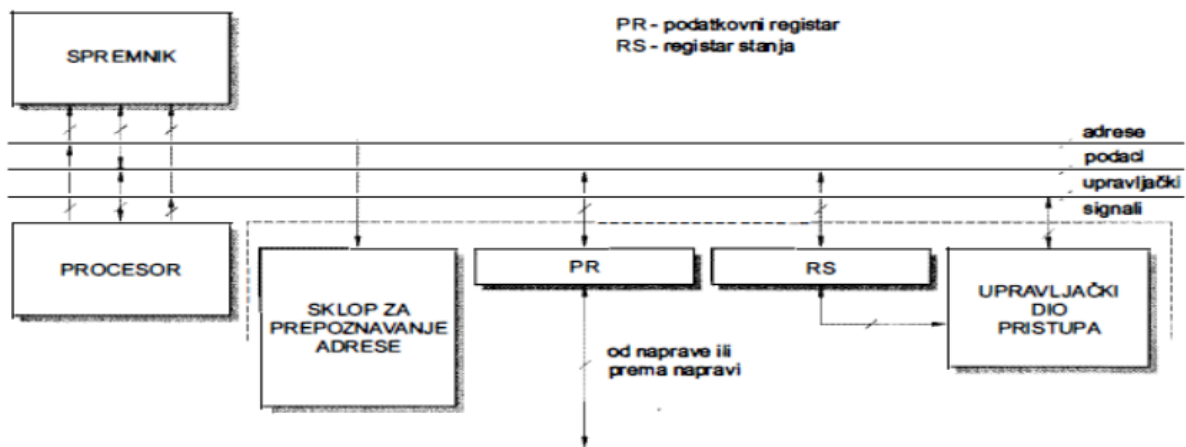 SPREMNIK
PR - podatkovni registar
RS - registar stanja
adrese
podaci
upravljački
signali
PROCESOR
SKLOP ZA
PREPOZNAVANJE
ADRESE
PR
RS
UPRAVLJAČKI
DIO
PRISTUPA
od naprave ili
prema napravi